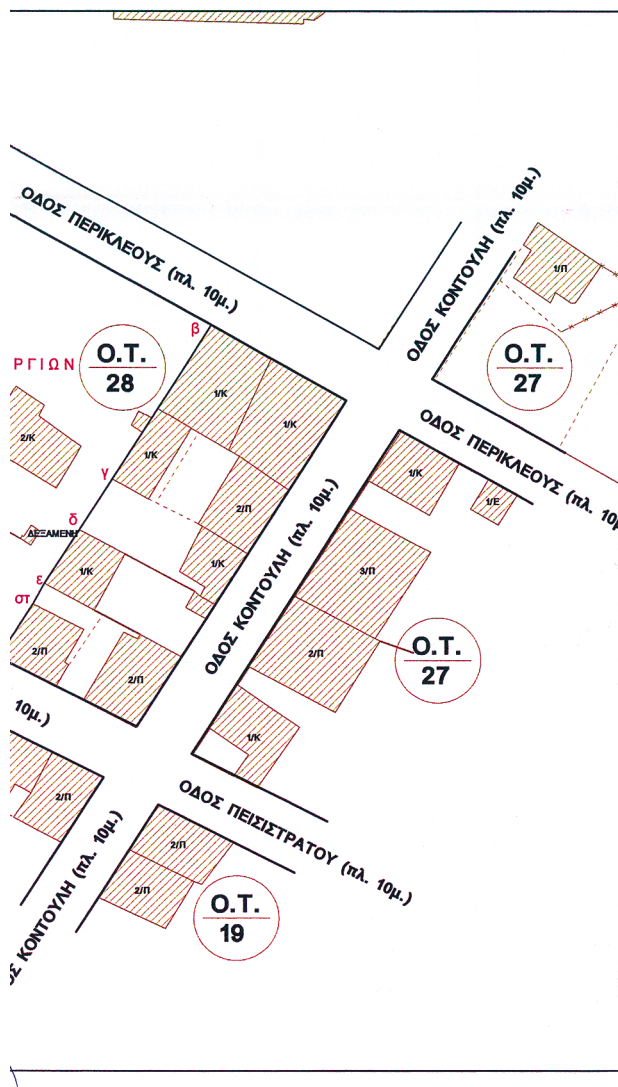 ΟΔΟΣ ΠΕΡΙΚΛΕΟΥΣ (πλ. 10μ.)
ΟΔΟΣ ΚΟΝΤΟΥΛΗ (πλ. 10μ.)
1/Π
β
Ο.Τ.
28
ΡΓΙΩΝ
Ο.Τ.
27
1/Κ
1/Κ
ΟΔΟΣ ΠΕΡΙΚΛΕΟΥΣ (πλ. 10μ.)
2/Κ
1/Κ
1/Κ
γ
1/Ε
2/Π
ΟΔΟΣ ΚΟΝΤΟΥΛΗ (πλ. 10μ.)
δ
ΔΕΞΑΜΕΝΗ
1/Κ
1/Κ
3/Π
ε
στ
2/Π
2/Π
2/Π
Ο.Τ.
27
10μ.)
1/Κ
2/Π
ΟΔΟΣ ΠΕΙΣΙΣΤΡΑΤΟΥ (πλ. 10μ.)
2/Π
2/Π
Ο.Τ.
19
ΟΣ ΚΟΝΤΟΥΛΗ (πλ. 10μ.)